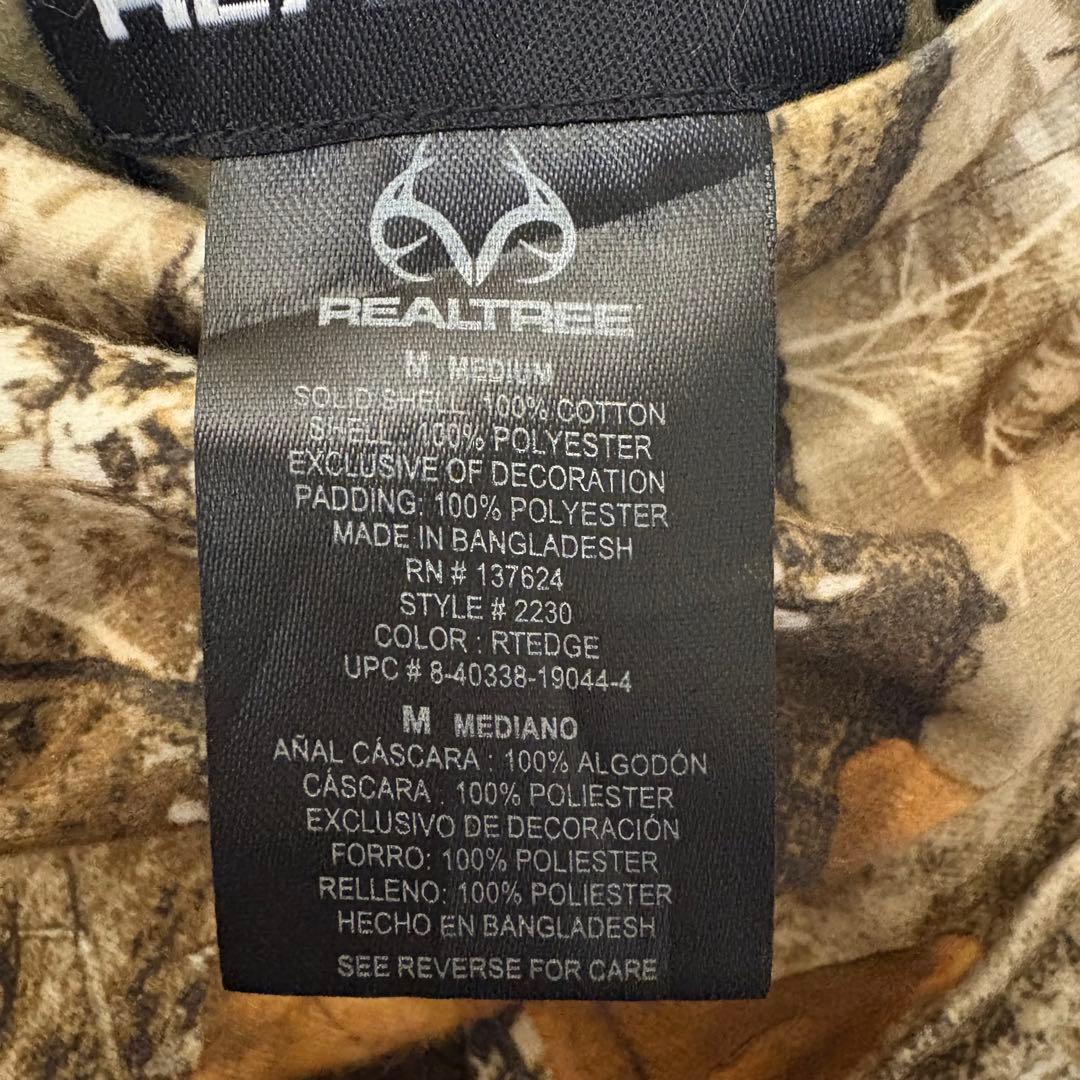 REALTREE
M MEDIUM
SOLID SHELL: 100% COTTON
SHELL: 100% POLYESTER
EXCLUSIVE OF DECORATION
PADDING: 100% POLYESTER
MADE IN BANGLADESH
RN # 137624
STYLE # 2230
COLOR : RTEDGE
UPC # 8-40338-19044-4
M MEDIANO
AÑAL CÁSCARA : 100% ALGODÓN
CÁSCARA : 100% POLIESTER
EXCLUSIVO DE DECORACIÓN
FORRO: 100% POLIESTER
RELLENO: 100% POLIESTER
HECHO EN BANGLADESH
SEE REVERSE FOR CARE